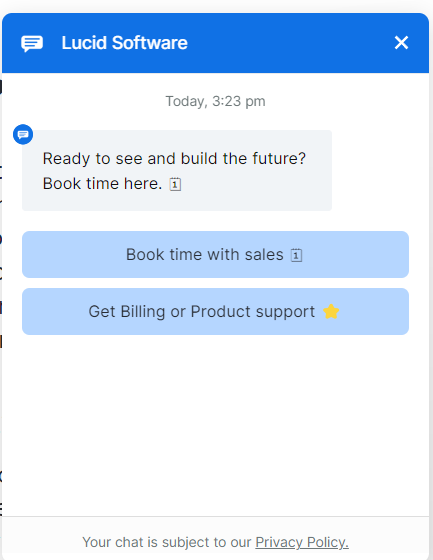 Lucid Software
Today, 3:23 pm
Ready to see and build the future?
Book time here. 🗓
Book time with sales 🗓
Get Billing or Product support ⭐
Your chat is subject to our Privacy Policy.